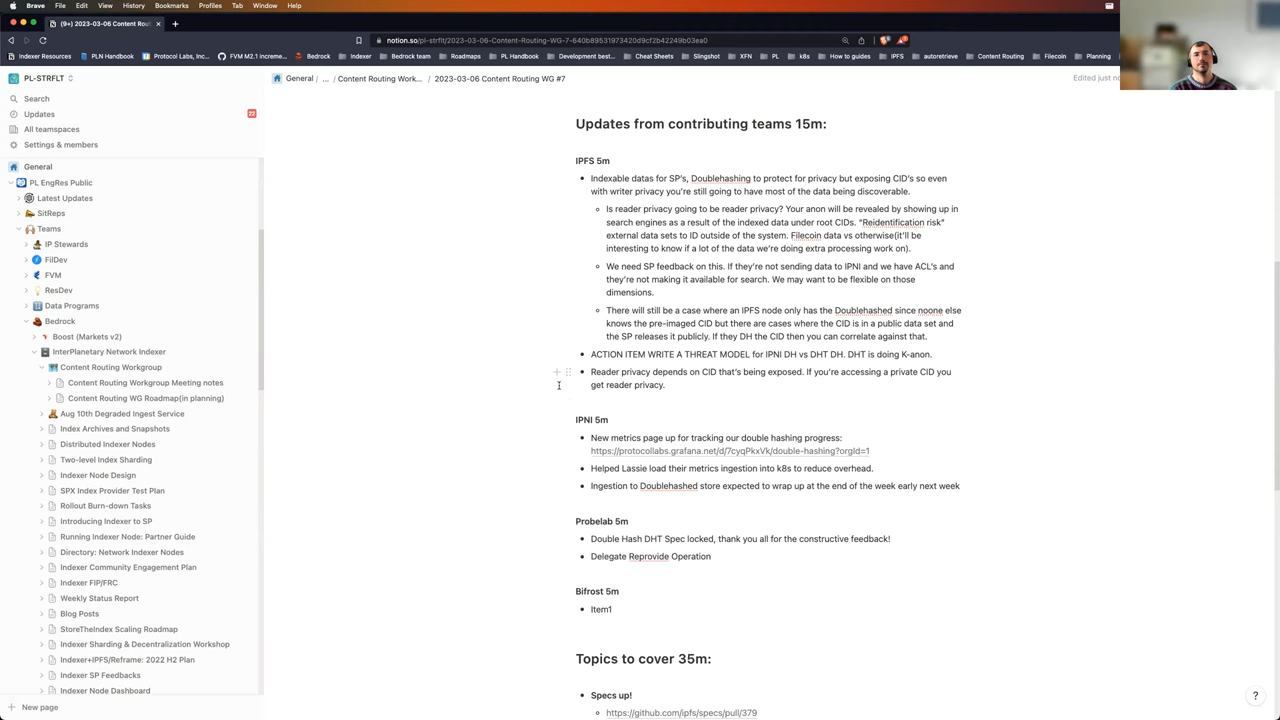 Brave File Edit View History Bookmarks Profiles Tab Window Help
(9+) 2023-03-06 Content Rout
notion.so/pl-strflt/2023-03-06-Content-Routing-WG-7-640b89531973420d9cf2b42249b03ea0
Indexer Resources PLN Handbook Protocol Labs, Inc... FVM M2.1 increme... Bedrock Roadmaps PL Handbook Development best... Cheat Sheets Slingshot XFN PL k8s How to guides IPFS autoretrieve Content Routing Filecoin Planning
PL-STRFLT
General / ... / Content Routing Work... / 2023-03-06 Content Routing WG #7
Edited just no
Search
Updates 22
All teamspaces
Settings & members
General
PL EngRes Public
Latest Updates
SitReps
Teams
IP Stewards
FilDev
FVM
ResDev
Data Programs
Bedrock
Boost (Markets v2)
InterPlanetary Network Indexer
Content Routing Workgroup
Content Routing Workgroup Meeting notes
Content Routing WG Roadmap(in planning)
Aug 10th Degraded Ingest Service
Index Archives and Snapshots
Distributed Indexer Nodes
Two-level Index Sharding
Indexer Node Design
SPX Index Provider Test Plan
Rollout Burn-down Tasks
Introducing Indexer to SP
Running Indexer Node: Partner Guide
Directory: Network Indexer Nodes
Indexer Community Engagement Plan
Indexer FIP/FRC
Weekly Status Report
Blog Posts
StoreTheIndex Scaling Roadmap
Indexer Sharding & Decentralization Workshop
Indexer+IPFS/Reframe: 2022 H2 Plan
Indexer SP Feedbacks
Indexer Node Dashboard
New page
Updates from contributing teams 15m:
IPFS 5m
Indexable datas for SP's, Doublehashing to protect for privacy but exposing CID's so even
with writer privacy you're still going to have most of the data being discoverable.
Is reader privacy going to be reader privacy? Your anon will be revealed by showing up in
search engines as a result of the indexed data under root CIDs. "Reidentification risk"
external data sets to ID outside of the system. Filecoin data vs otherwise(it'll be
interesting to know if a lot of the data we're doing extra processing work on).
We need SP feedback on this. If they're not sending data to IPNI and we have ACL's and
they're not making it available for search. We may want to be flexible on those
dimensions.
There will still be a case where an IPFS node only has the Doublehashed since noone else
knows the pre-imaged CID but there are cases where the CID is in a public data set and
the SP releases it publicly. If they DH the CID then you can correlate against that.
ACTION ITEM WRITE A THREAT MODEL for IPNI DH vs DHT DH. DHT is doing K-anon.
Reader privacy depends on CID that's being exposed. If you're accessing a private CID you
get reader privacy.
IPNI 5m
New metrics page up for tracking our double hashing progress:
https://protocollabs.grafana.net/d/7cyqPkxVk/double-hashing?orgId=1
Helped Lassie load their metrics ingestion into k8s to reduce overhead.
Ingestion to Doublehashed store expected to wrap up at the end of the week early next week
Probelab 5m
Double Hash DHT Spec locked, thank you all for the constructive feedback!
Delegate Reprovide Operation
Bifrost 5m
Item1
Topics to cover 35m:
Specs up!
https://github.com/ipfs/specs/pull/379
?